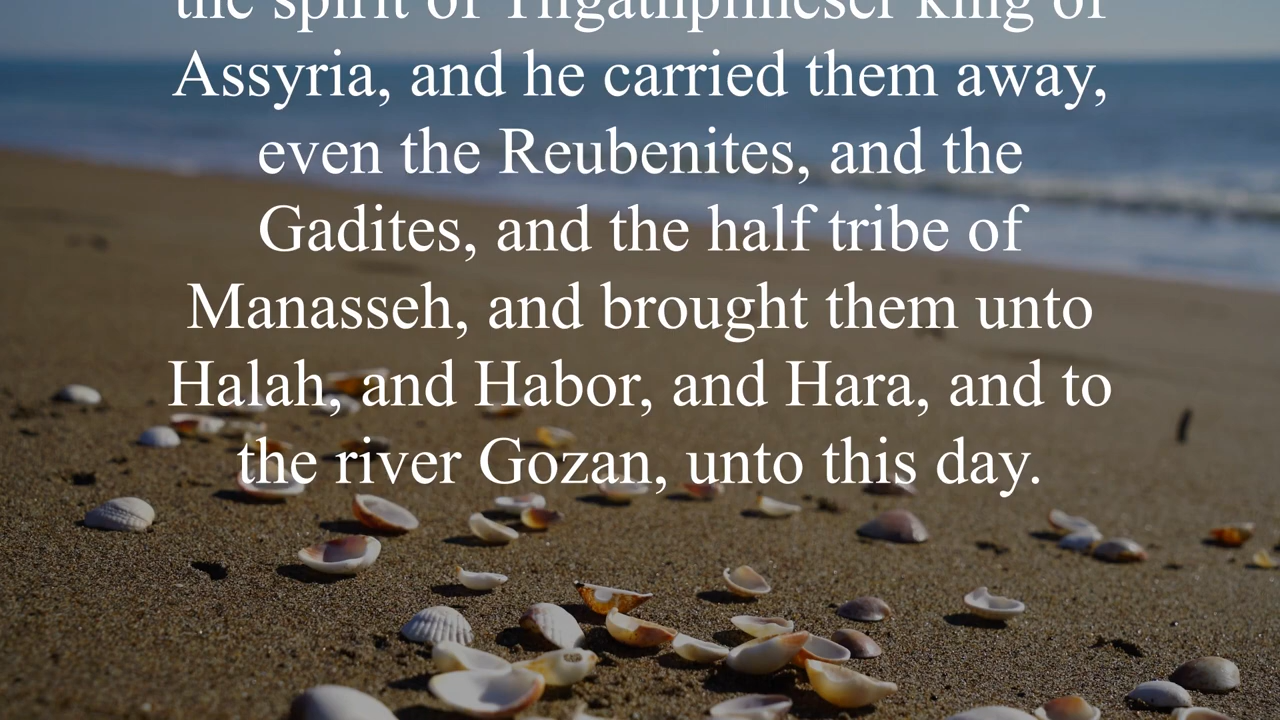 the spirit of Tilgathpilneser king of
Assyria, and he carried them away,
even the Reubenites, and the
Gadites, and the half tribe of
Manasseh, and brought them unto
Halah, and Habor, and Hara, and to
the river Gozan, unto this day.